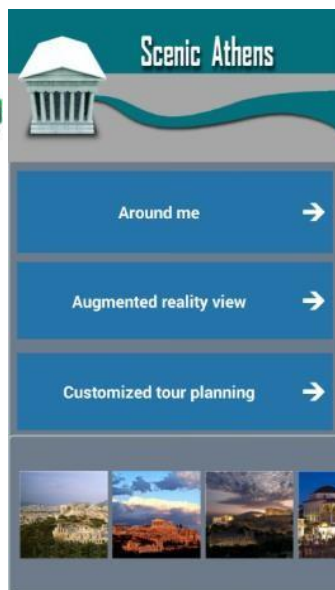 Scenic Athens
Around me
Augmented reality view
Customized tour planning